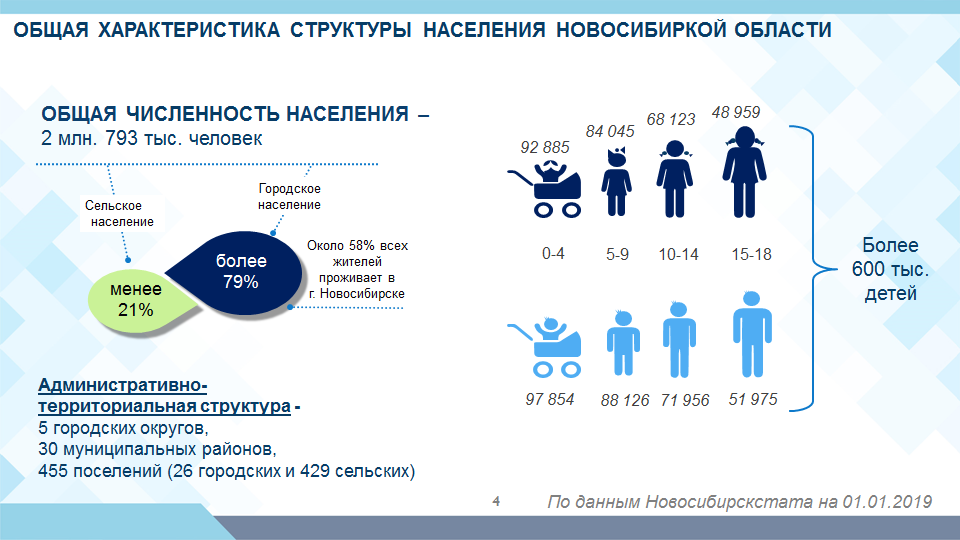 ОБЩАЯ ХАРАКТЕРИСТИКА СТРУКТУРЫ НАСЕЛЕНИЯ НОВОСИБИРКОЙ ОБЛАСТИ
ОБЩАЯ ЧИСЛЕННОСТЬ НАСЕЛЕНИЯ –
2 млн. 793 тыс. человек
Сельское
население
Городское
население
более
79%
менее
21%
Около 58% всех
жителей
проживает в
г. Новосибирске
Административно-
территориальная структура -
5 городских округов,
30 муниципальных районов,
455 поселений (26 городских и 429 сельских)
92 885
84 045
68 123
48 959
0-4
5-9
10-14
15-18
97 854
88 126
71 956
51 975
Более
600 тыс.
детей
4
По данным Новосибирскстата на 01.01.2019